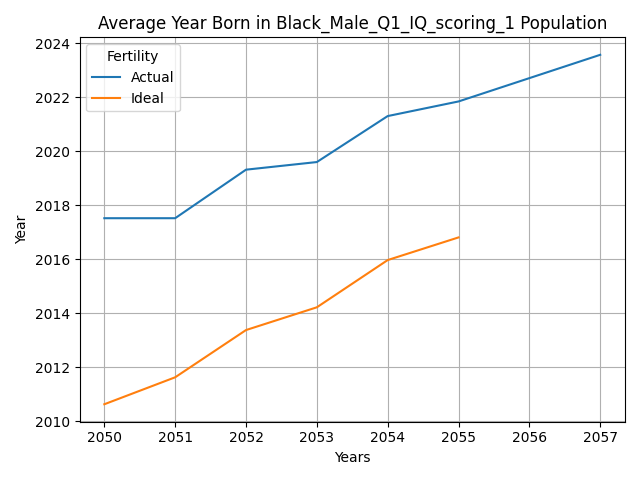 Average Year Born in Black_Male_Q1_IQ_scoring_1 Population
Fertility
Actual
Ideal
Year
2024
2022
2020
2018
2016
2014
2012
2010
2050 2051 2052 2053 2054 2055 2056 2057
Years